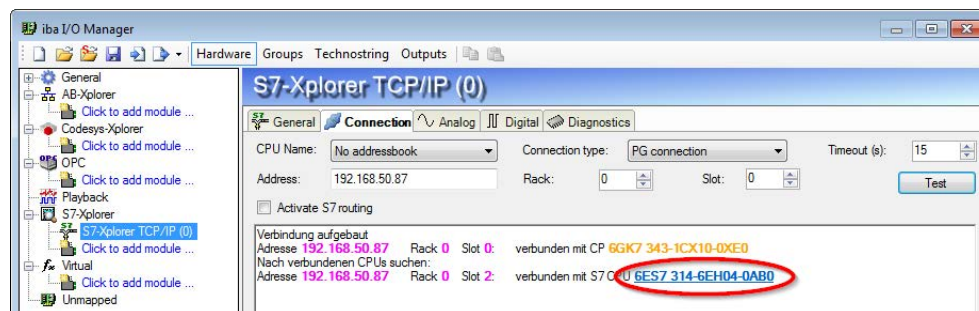 iba I/O Manager
Hardware Groups Technostring Outputs
General
AB-Xplorer
Click to add module ...
Codesys-Xplorer
Click to add module ...
OPC
Click to add module ...
Playback
S7-Xplorer
S7-Xplorer TCP/IP (0)
Click to add module ...
Virtual
Click to add module ...
Unmapped
S7-Xplorer TCP/IP (0)
General Connection Analog Digital Diagnostics
CPU Name: No addressbook Connection type: PG connection Timeout (s): 15
Address: 192.168.50.87 Rack: 0 Slot: 0 Test
Activate S7 routing
Verbindung aufgebaut
Adresse 192.168.50.87 Rack 0 Slot 0: verbunden mit CP 6GK7 343-1CX10-0XE0
Nach verbundenen CPUs suchen:
Adresse 192.168.50.87 Rack 0 Slot 2: verbunden mit S7 CPU 6ES7 314-6EH04-0AB0